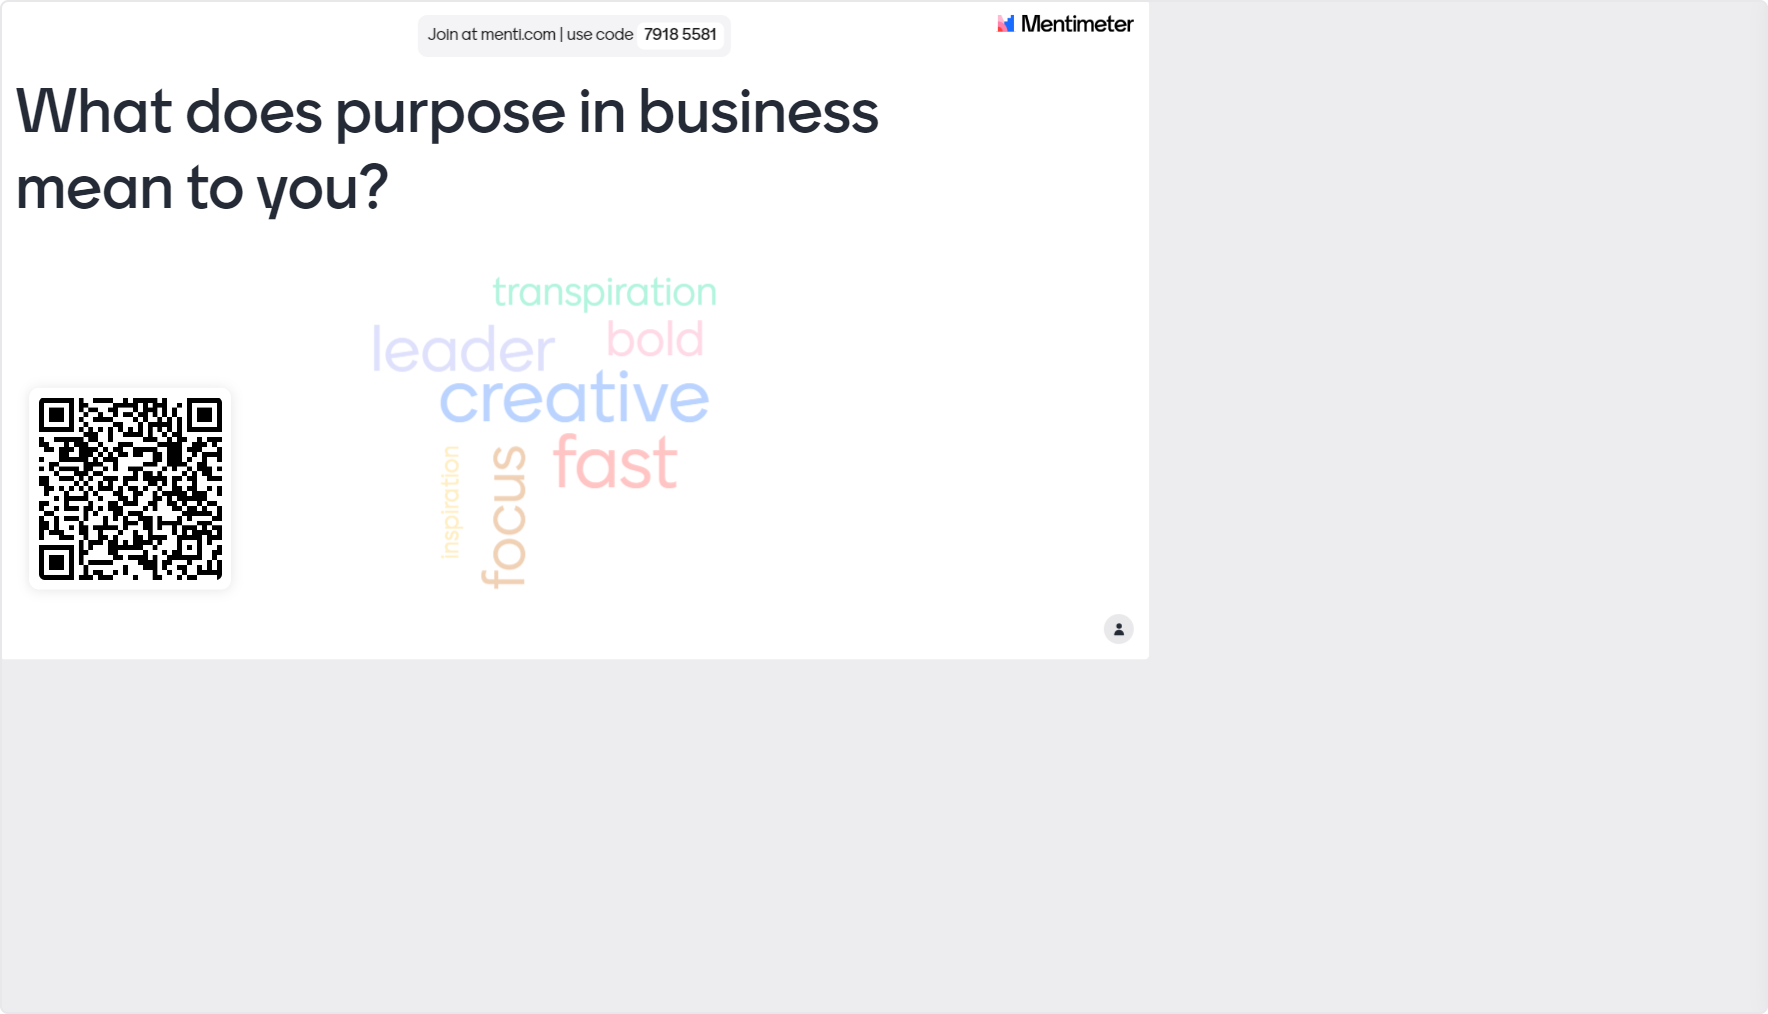 Join at menti.com | use code 7918 5581
Mentimeter
What does purpose in business
mean to you?
transpiration
leader
bold
creative
fast
inspiration
focus